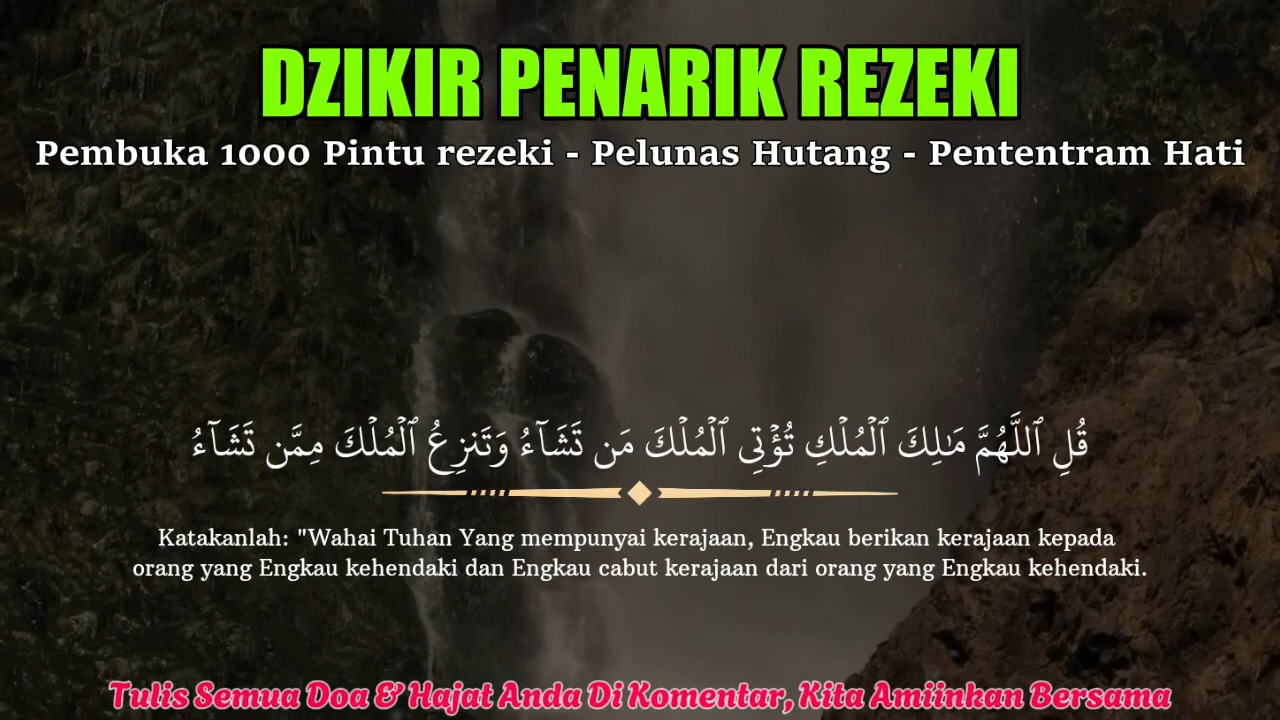 DZIKIR PENARIK REZEKI
Pembuka 1000 Pintu rezeki - Pelunas Hutang - Pententram Hati
قُلِ ٱللَّهُمَّ مَـٰلِكَ ٱلْمُلْكِ تُؤْتِى ٱلْمُلْكَ مَن تَشَآءُ وَتَنزِعُ ٱلْمُلْكَ مِمَّن تَشَآءُ
Katakanlah: "Wahai Tuhan Yang mempunyai kerajaan, Engkau berikan kerajaan kepada
orang yang Engkau kehendaki dan Engkau cabut kerajaan dari orang yang Engkau kehendaki.
Tulis Semua Doa & Hajat Anda Di Komentar, Kita Amiinkan Bersama